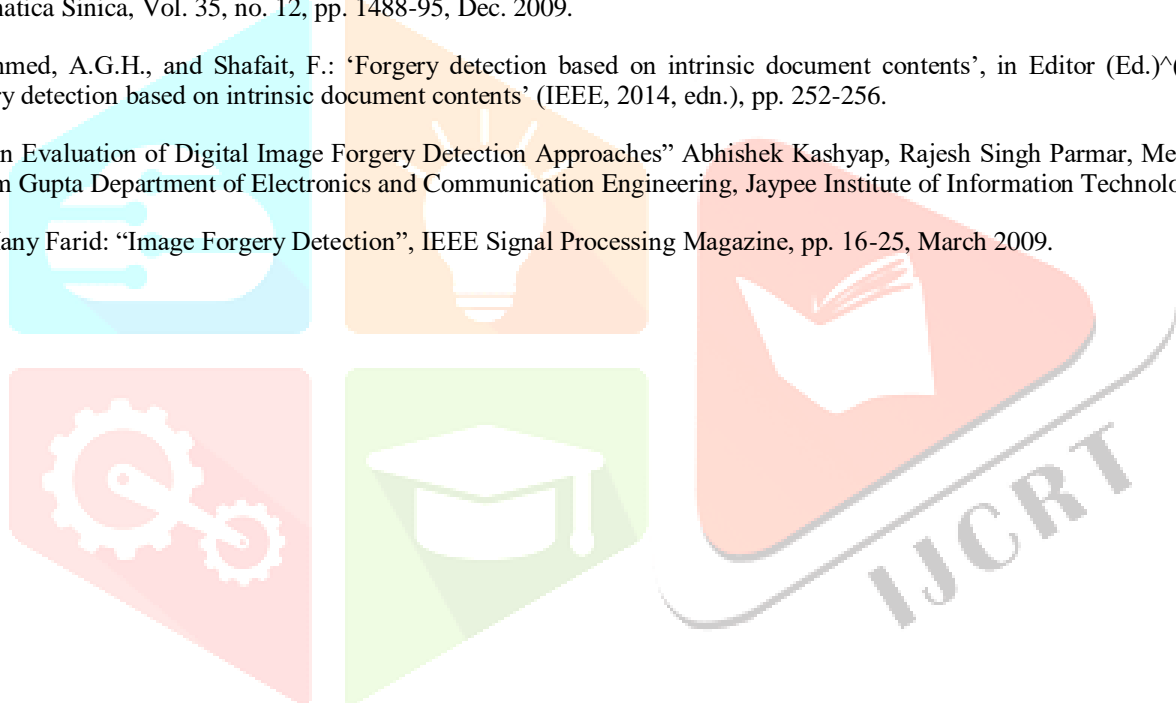 natica Sinica, Vol. 35, no. 12, pp. 1488-95, Dec. 2009.
nmed, A.G.H., and Shafait, F.: ‘Forgery detection based on intrinsic document contents’, in Editor (Ed.)^(
ry detection based on intrinsic document contents’ (IEEE, 2014, edn.), pp. 252-256.
n Evaluation of Digital Image Forgery Detection Approaches” Abhishek Kashyap, Rajesh Singh Parmar, Me
m Gupta Department of Electronics and Communication Engineering, Jaypee Institute of Information Technolo
any Farid: “Image Forgery Detection”, IEEE Signal Processing Magazine, pp. 16-25, March 2009.
IJCRT